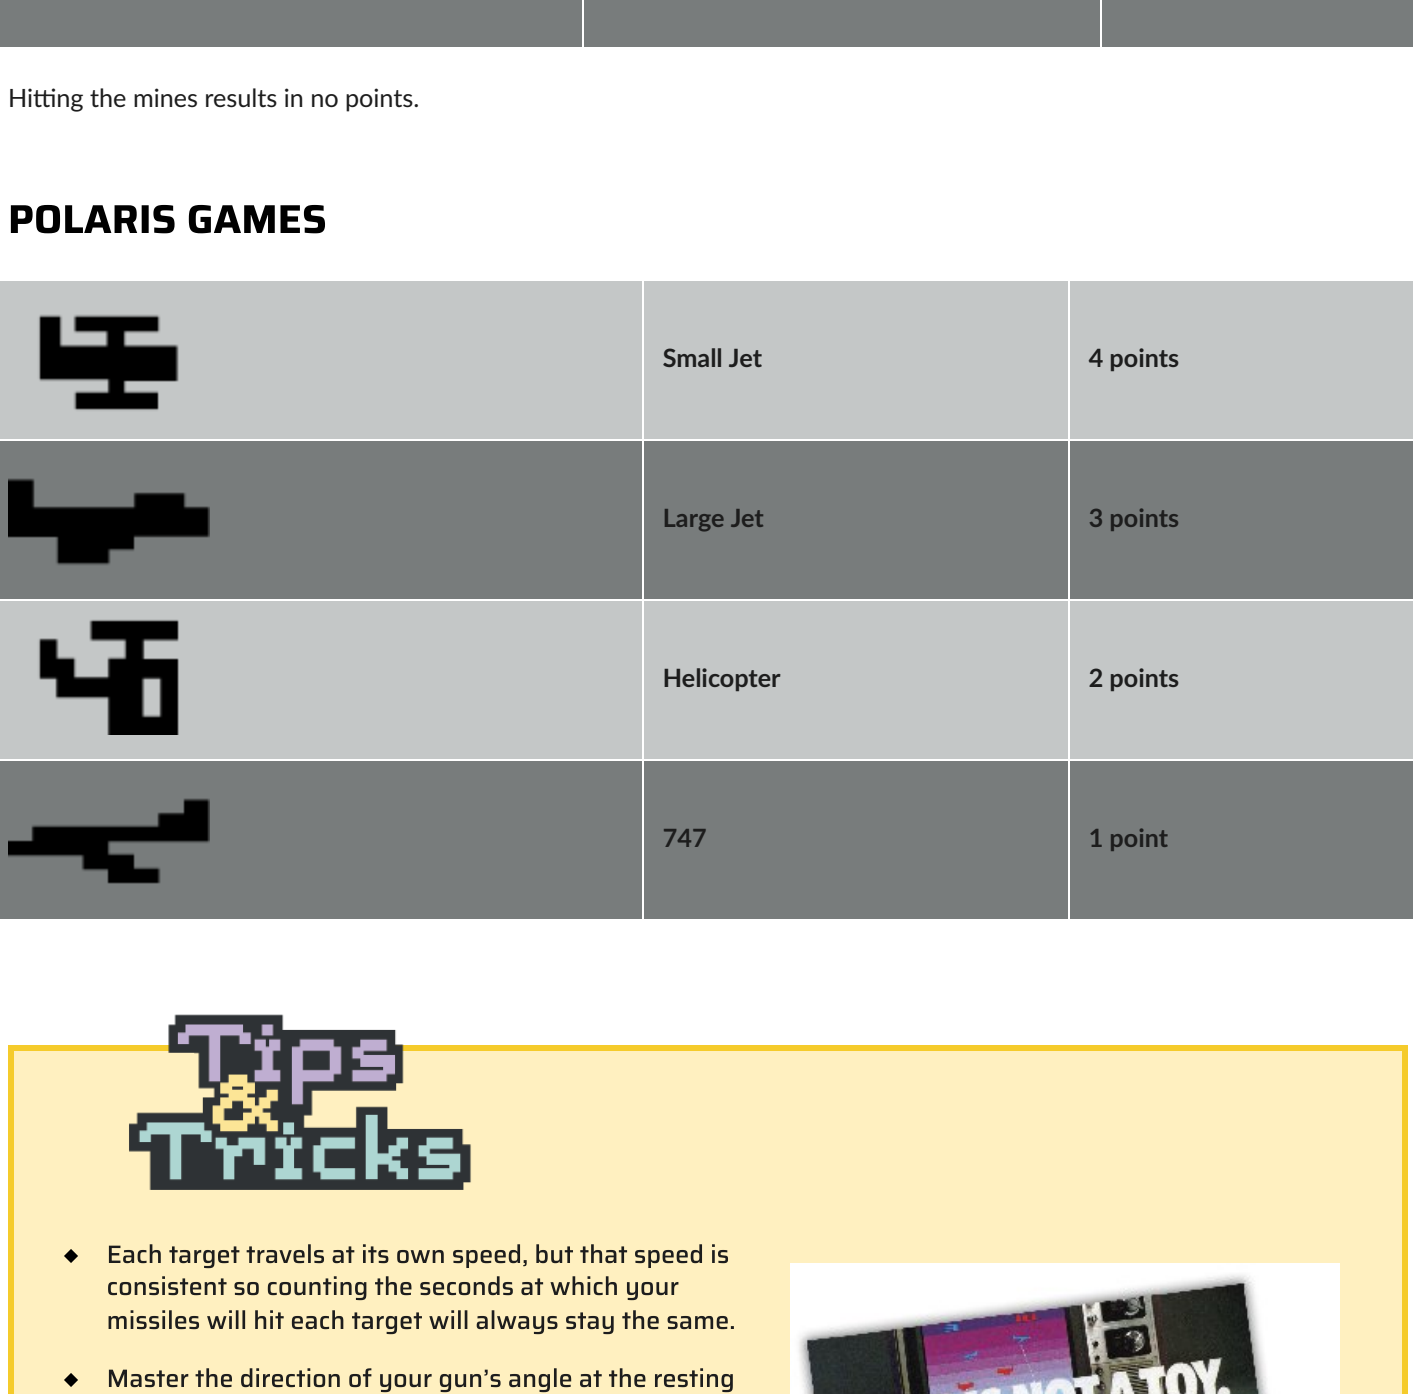 Hitting the mines results in no points.
POLARIS GAMES
Small Jet
4 points
Large Jet
3 points
Helicopter
2 points
747
1 point
Tips
&
Tricks
◆ Each target travels at its own speed, but that speed is
consistent so counting the seconds at which your
missiles will hit each target will always stay the same.
◆ Master the direction of your gun’s angle at the resting
NOT A TOY.